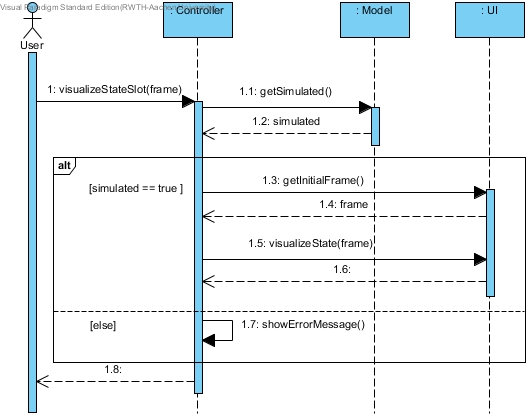 Visual Paradigm Standard Edition(RWTH-Aachen
: Controller
: Model
: UI
User
1: visualizeStateSlot(frame)
1.1: getSimulated()
1.2: simulated
alt
[simulated == true ]
1.3: getInitialFrame()
1.4: frame
1.5: visualizeState(frame)
1.6:
[else]
1.7: showErrorMessage()
1.8: